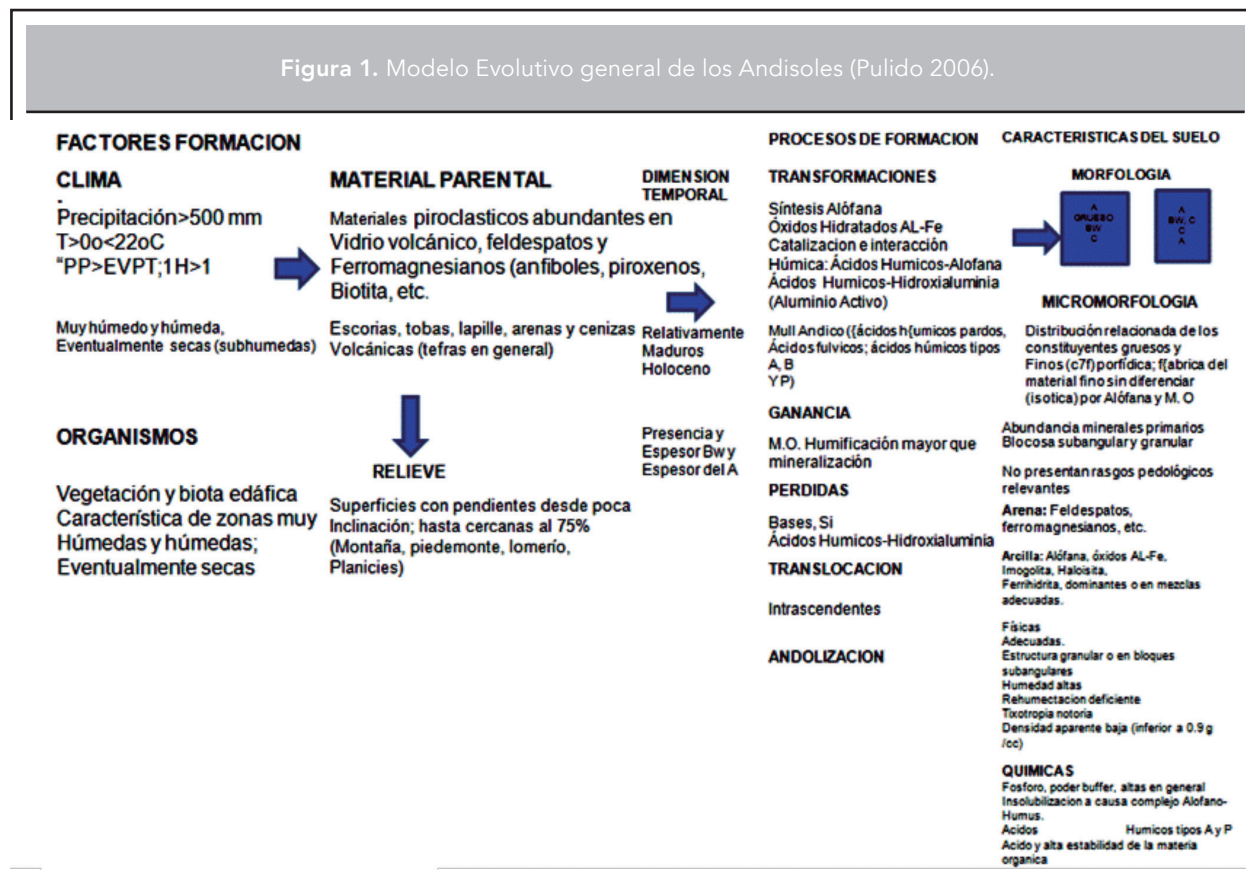 Figura 1. Modelo Evolutivo general de los Andisoles (Pulido 2006).
FACTORES FORMACION
CLIMA
Precipitación>500 mm
T>0o<22oC
"PP>EVPT;1H>1
Muy húmedo y húmeda,
Eventualmente secas (subhumedas)
ORGANISMOS
Vegetación y biota edáfica
Característica de zonas muy
Húmedas y húmedas;
Eventualmente secas
MATERIAL PARENTAL
Materiales piroclasticos abundantes en
Vidrio volcánico, feldespatos y
Ferromagnesianos (anfiboles, piroxenos,
Biotita, etc.
Escorias, tobas, lapille, arenas y cenizas
Volcánicas (tefras en general)
RELIEVE
Superficies con pendientes desde poca
Inclinación; hasta cercanas al 75%
(Montaña, piedemonte, lomerío,
Planicies)
DIMENSION
TEMPORAL
Relativamente
Maduros
Holoceno
Presencia y
Espesor Bw y
Espesor del A
PROCESOS DE FORMACION
TRANSFORMACIONES
Síntesis Alófana
Óxidos Hidratados AL-Fe
Catalizacion e interacción
Húmica: Ácidos Humicos-Alofana
Ácidos Humicos-Hidroxialuminia
(Aluminio Activo)
Mull Andico ({ácidos h{umicos pardos,
Ácidos fulvicos; ácidos húmicos tipos
A, B
Y P)
GANANCIA
M.O. Humificación mayor que
mineralización
PERDIDAS
Bases, Si
Ácidos Humicos-Hidroxialuminia
TRANSLOCACION
Intrascendentes
ANDOLIZACION
CARACTERISTICAS DEL SUELO
MORFOLOGIA
A
GRUESO
BW
C
A
BW, C
C
A
MICROMORFOLOGIA
Distribución relacionada de los
constituyentes gruesos y
Finos (c7f) porfídica; f{abrica del
material fino sin diferenciar
(isotica) por Alófana y M. O
Abundancia minerales primarios
Blocosa subangular y granular
No presentan rasgos pedológicos
relevantes
Arena: Feldespatos,
ferromagnesianos, etc.
Arcilla: Alófana, óxidos AL-Fe,
Imogolita, Haloisita,
Ferrihidrita, dominantes o en mezclas
adecuadas.
Físicas
Adecuadas.
Estructura granular o en bloques
subangulares
Humedad altas
Rehumectacion deficiente
Tixotropia notoria
Densidad aparente baja (inferior a 0.9 g
/cc)
QUIMICAS
Fosforo, poder buffer, altas en general
Insolubilizacion a causa complejo Alofano-
Humus.
Acidos Humicos tipos A y P
Acido y alta estabilidad de la materia
organica